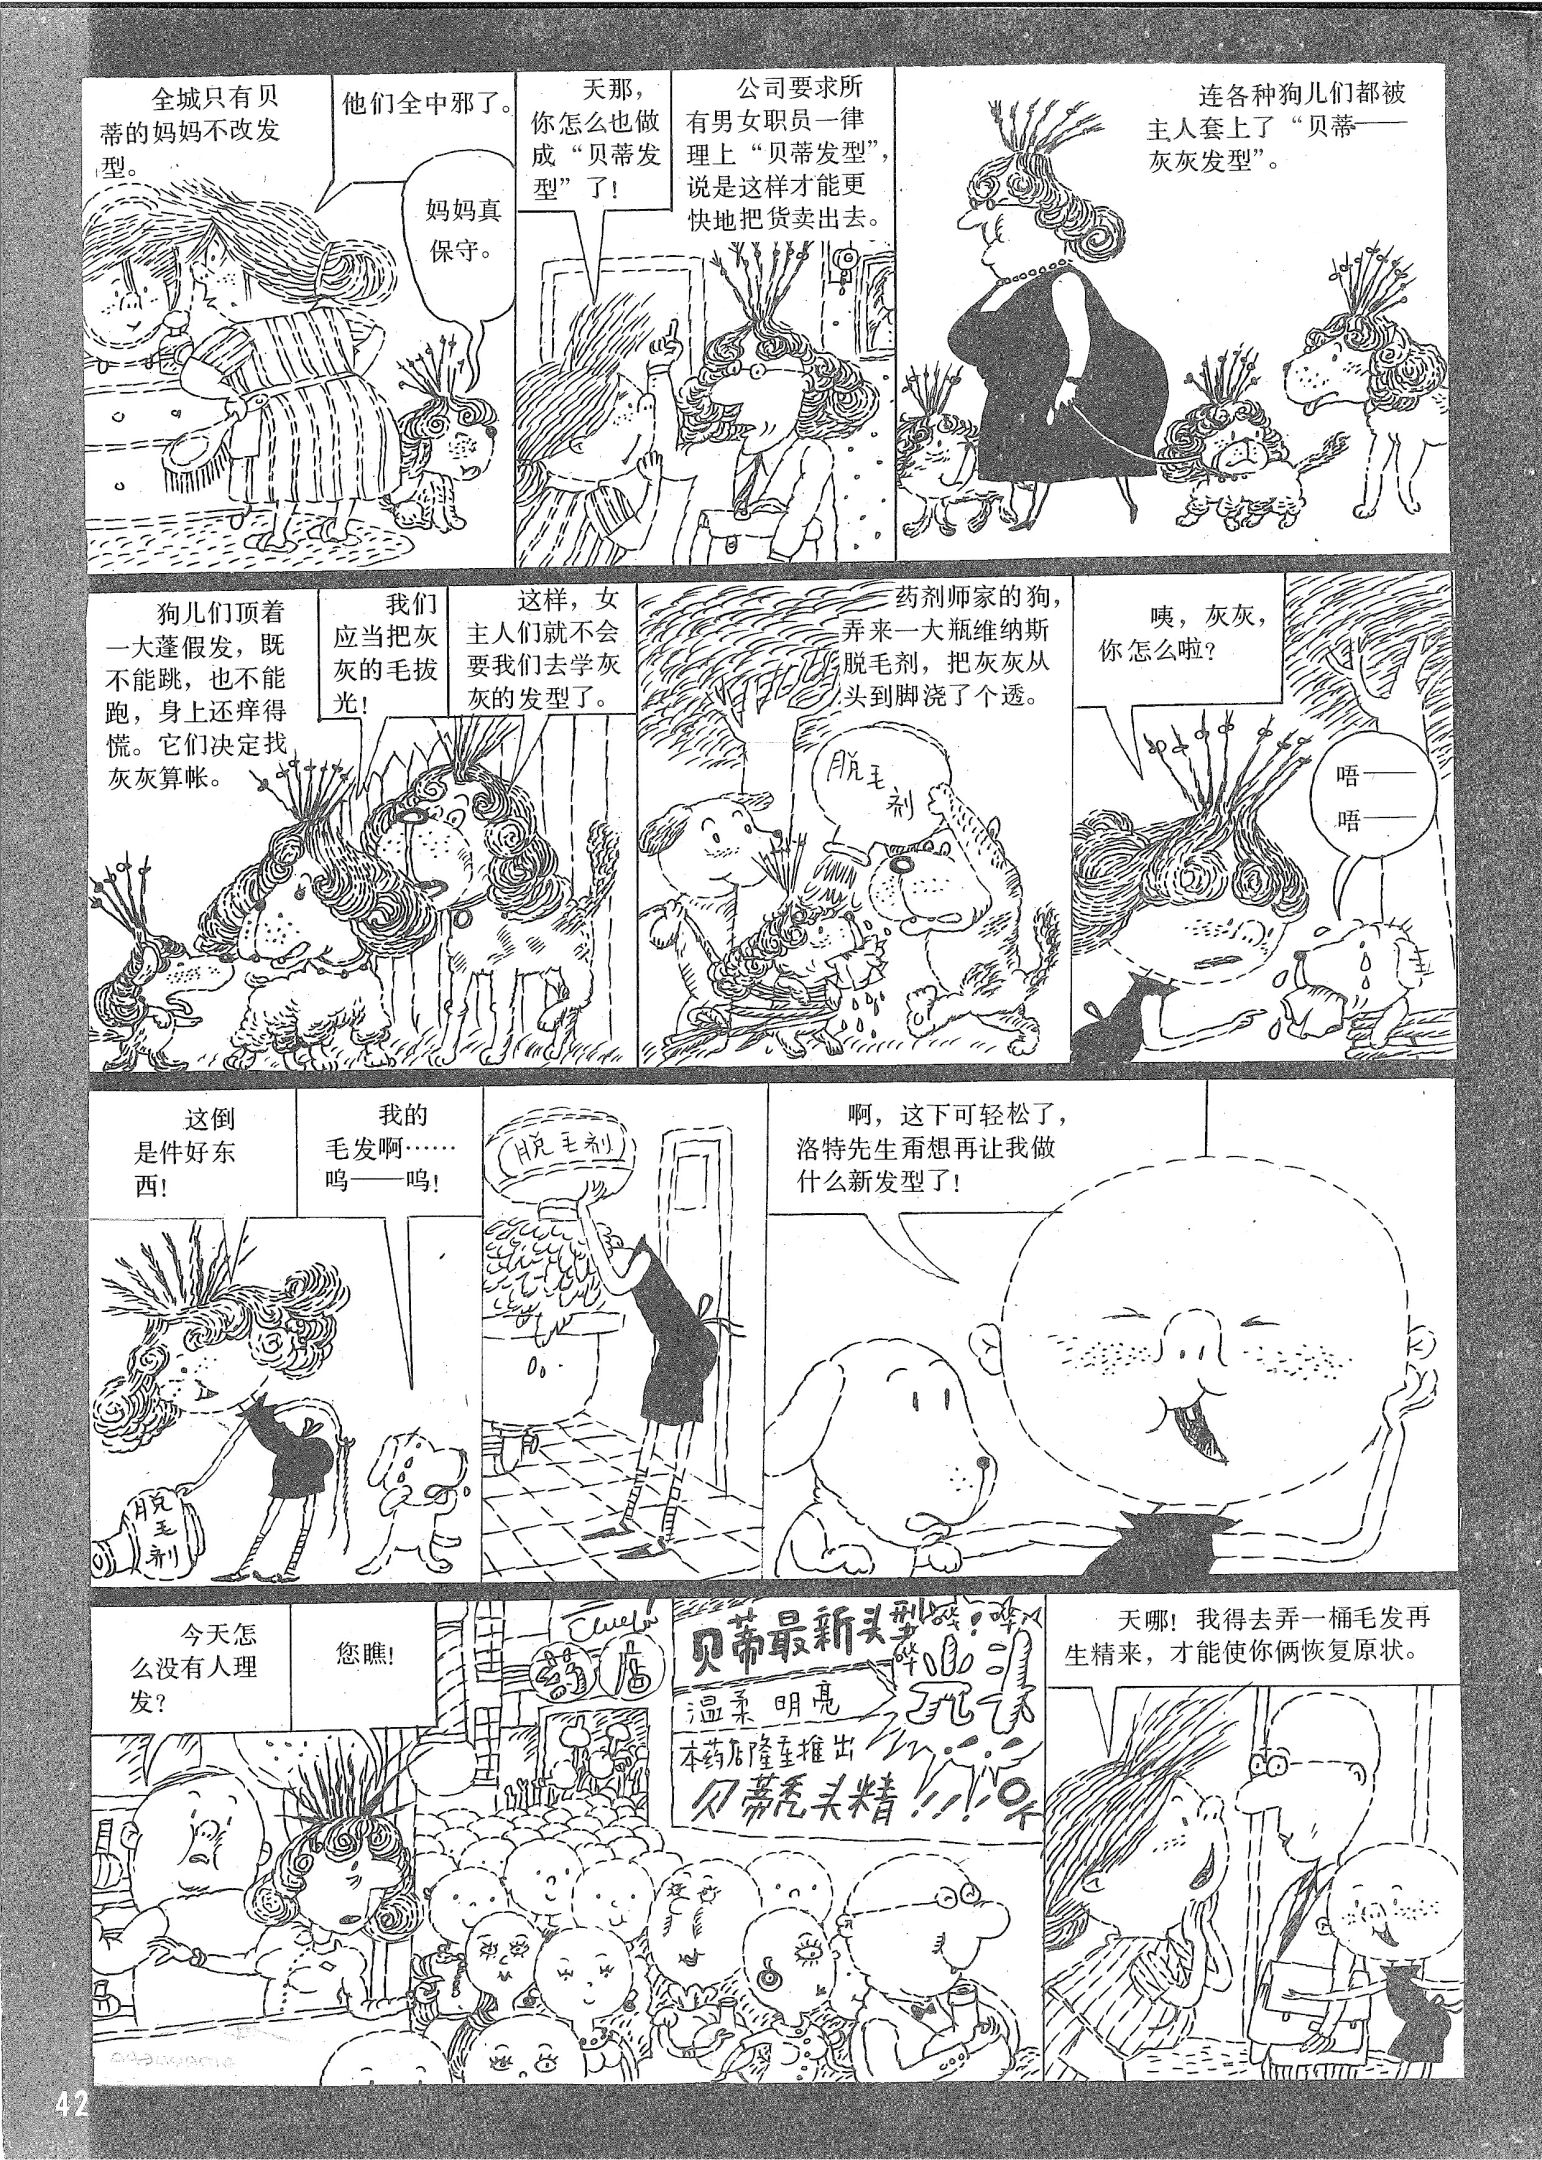 全城只有贝
蒂的妈妈不改发
型。
他们全中邪了。
妈妈真
保守。
天那，
你怎么也做
成“贝蒂发
型”了！
公司要求所
有男女职员一律
理上“贝蒂发型”，
说是这样才能更
快地把货卖出去。
连各种狗儿们都被
主人套上了“贝蒂——
灰灰发型”。
狗儿们顶着
一大蓬假发，既
不能跳，也不能
跑，身上还痒得
慌。它们决定找
灰灰算帐。
我们
应当把灰
灰的毛拔
光！
这样，女
主人们就不会
要我们去学灰
灰的发型了。
药剂师家的狗，
弄来一大瓶维纳斯
脱毛剂，把灰灰从
头到脚浇了个透。
脱毛
剂
咦，灰灰，
你怎么啦？
唔——
唔——
这倒
是件好东
西！
我的
毛发啊……
呜——呜！
脱
毛
剂
脱毛剂
啊，这下可轻松了，
洛特先生甭想再让我做
什么新发型了！
今天怎
么没有人理
发？
您瞧！
药店
贝蒂最新头型
温柔 明亮
本药店隆重推出
贝蒂秃头精!!!
哗
哗
哗
光
天哪！我得去弄一桶毛发再
生精来，才能使你俩恢复原状。
42